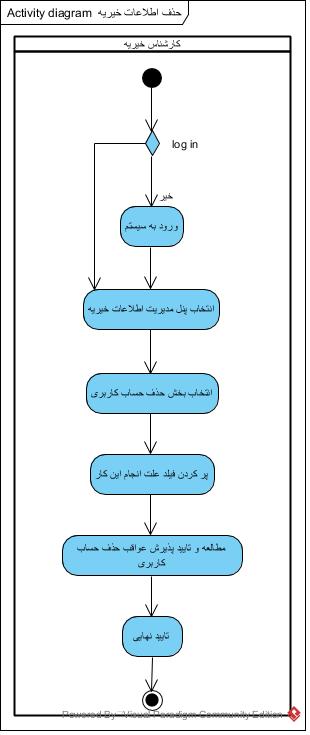 Activity diagram حذف اطلاعات خیریه
کارشناس خیریه
log in
خیر
ورود به سیستم
انتخاب پنل مدیریت اطلاعات خیریه
انتخاب بخش حذف حساب کاربری
پر کردن فیلد علت انجام این کار
مطالعه و تایید پذیرش عواقب حذف حساب
کاربری
تایید نهایی
Powered By Visual Paradigm Community Edition